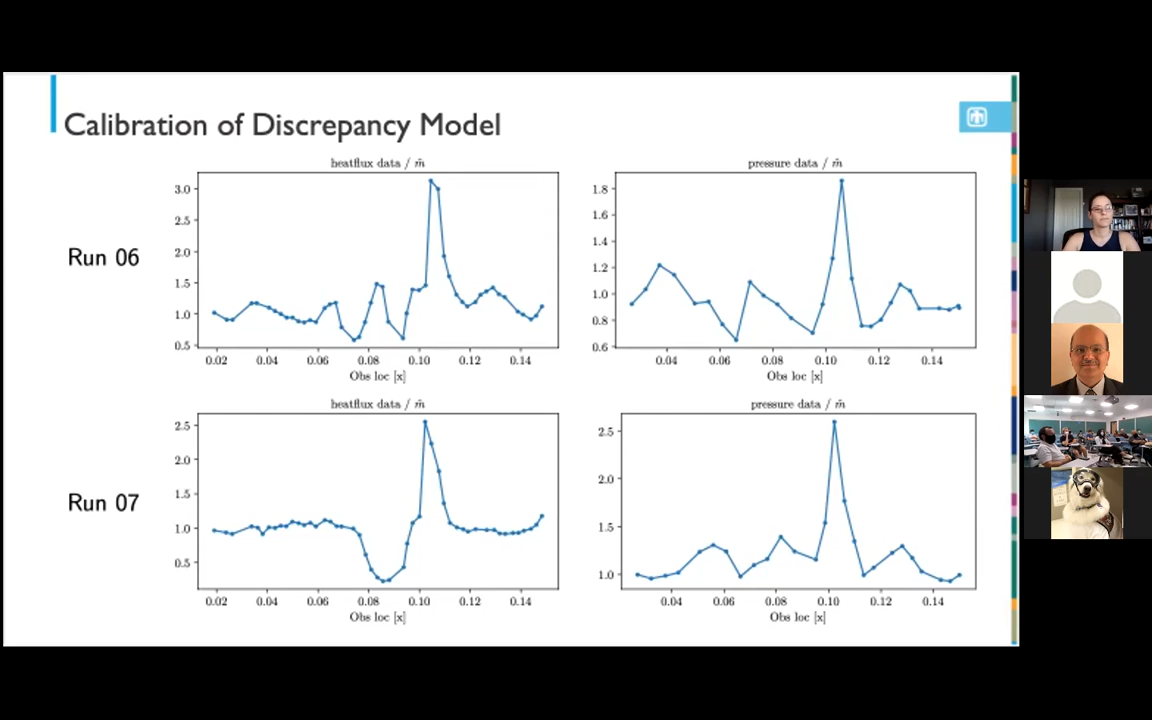 Calibration of Discrepancy Model
heatflux data / m̃
3.0
2.5
2.0
1.5
1.0
0.5
0.02 0.04 0.06 0.08 0.10 0.12 0.14
Obs loc [x]
pressure data / m̃
1.8
1.6
1.4
1.2
1.0
0.8
0.6
0.04 0.06 0.08 0.10 0.12 0.14
Obs loc [x]
Run 06
heatflux data / m̃
2.5
2.0
1.5
1.0
0.5
0.02 0.04 0.06 0.08 0.10 0.12 0.14
Obs loc [x]
pressure data / m̃
2.5
2.0
1.5
1.0
0.04 0.06 0.08 0.10 0.12 0.14
Obs loc [x]
Run 07